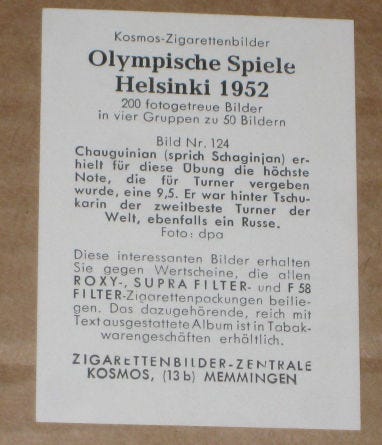 Kosmos-Zigarettenbilder
Olympische Spiele
Helsinki 1952
200 fotogetreue Bilder
in vier Gruppen zu 50 Bildern
Bild Nr. 124
Chauguinian (sprich Schaginjan) er-
hielt für diese Übung die höchste
Note, die für Turner vergeben
wurde, eine 9,5. Er war hinter Tschu-
karin der zweitbeste Turner der
Welt, ebenfalls ein Russe.
Foto: dpa
Diese interessanten Bilder erhalten
Sie gegen Wertscheine, die allen
ROXY-, SUPRA FILTER- und F 58
FILTER-Zigarettenpackungen beilie-
gen. Das dazugehörende, reich mit
Text ausgestattete Album ist in Tabak-
warengeschäften erhältlich.
ZIGARETTENBILDER-ZENTRALE
KOSMOS, (13b) MEMMINGEN